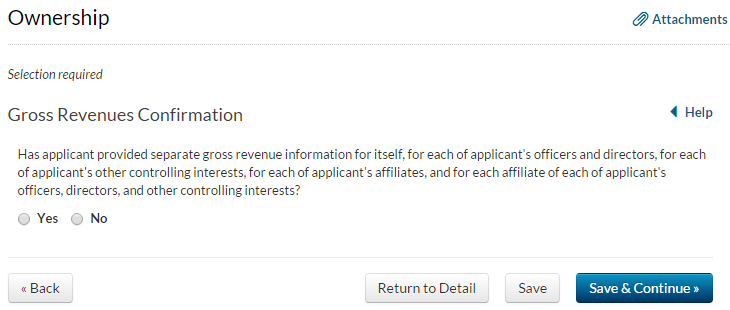 Ownership
Attachments
Selection required
Gross Revenues Confirmation
Help
Has applicant provided separate gross revenue information for itself, for each of applicant's officers and directors, for each
of applicant's other controlling interests, for each of applicant's affiliates, and for each affiliate of each of applicant's
officers, directors, and other controlling interests?
Yes No
« Back
Return to Detail
Save
Save & Continue »